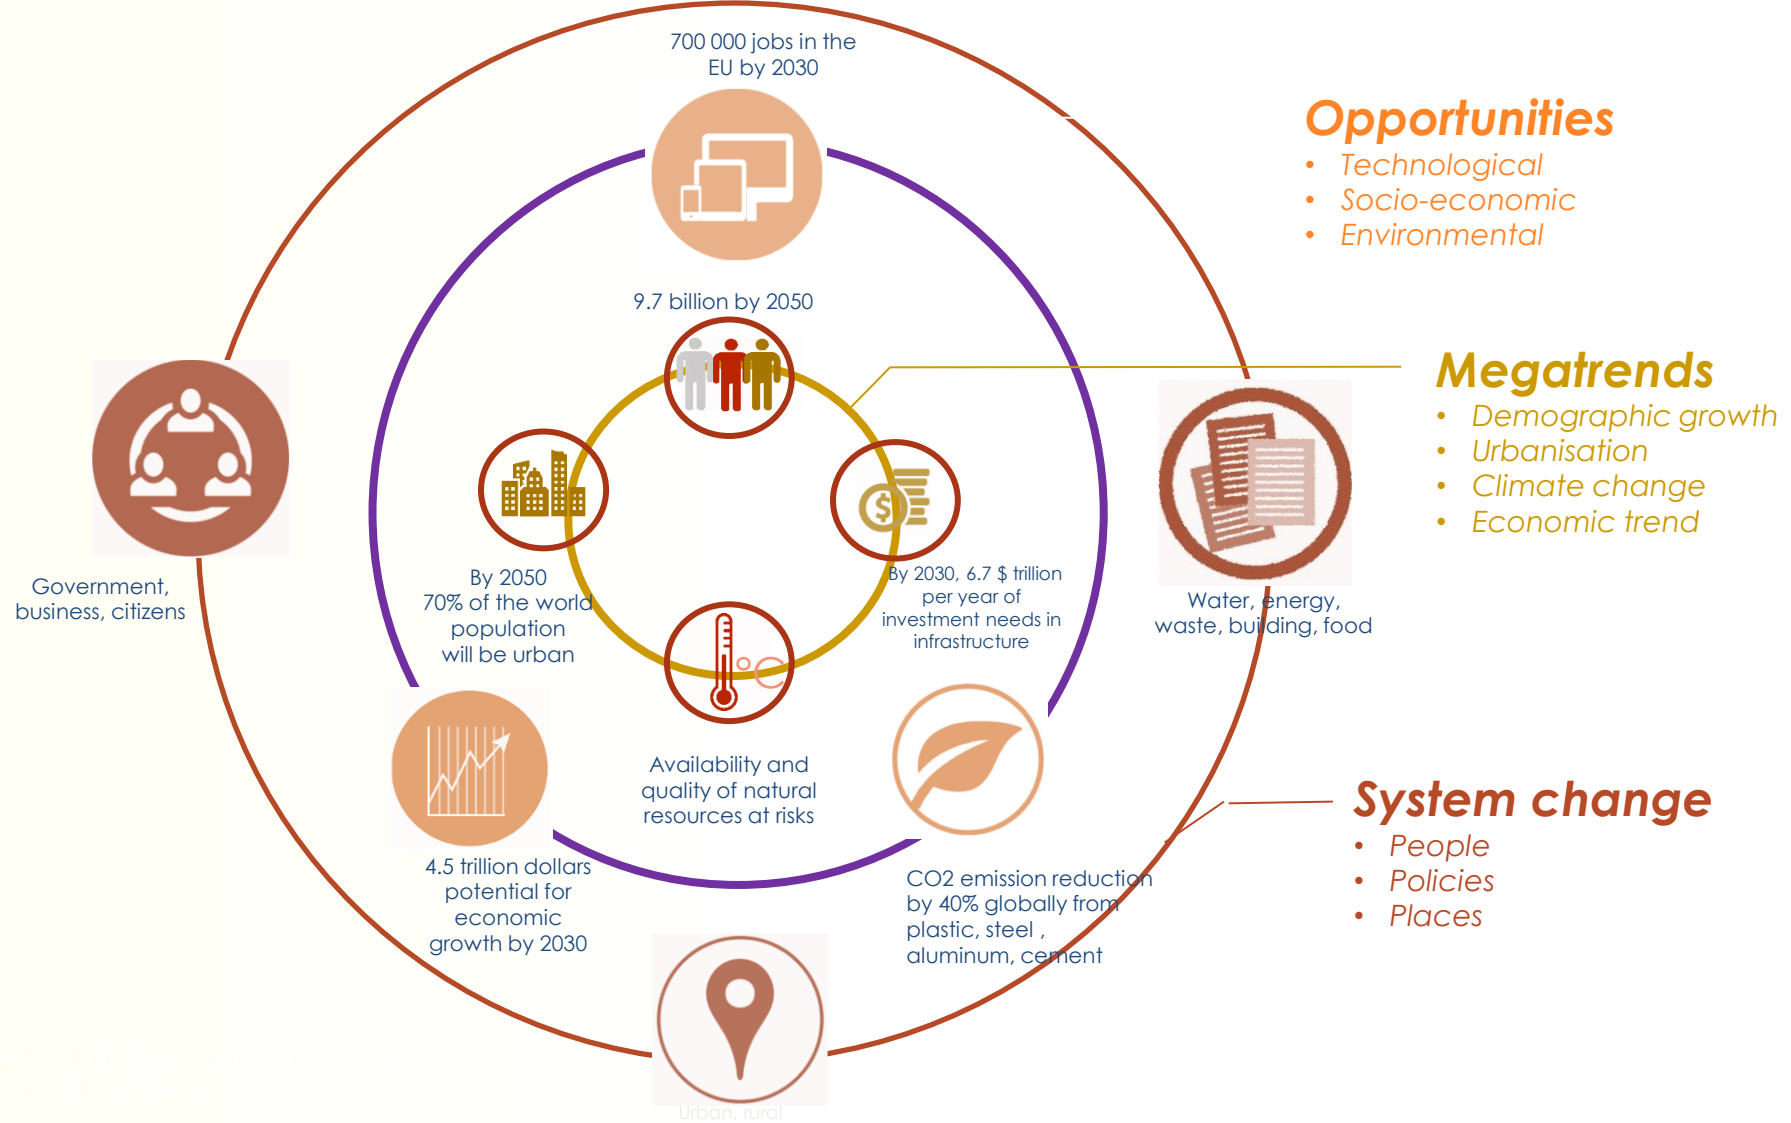 700 000 jobs in the
EU by 2030
Opportunities
• Technological
• Socio-economic
• Environmental
9.7 billion by 2050
Megatrends
• Demographic growth
• Urbanisation
• Climate change
• Economic trend
$
Government,
business, citizens
By 2050
70% of the world
population
will be urban
By 2030, 6.7 $ trillion
per year of
investment needs in
infrastructure
Water, energy,
waste, building, food
°C
Availability and
quality of natural
resources at risks
System change
• People
• Policies
• Places
4.5 trillion dollars
potential for
economic
growth by 2030
CO2 emission reduction
by 40% globally from
plastic, steel ,
aluminum, cement
Urban, rural